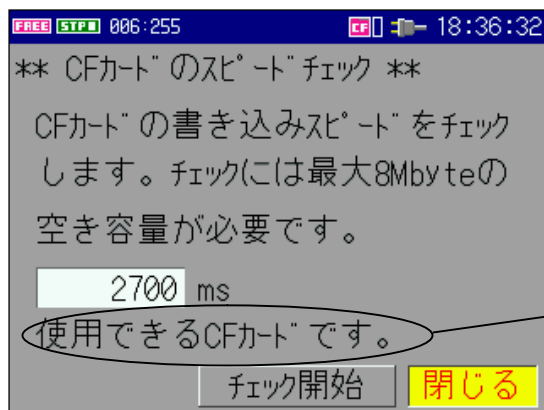 FREE STOP 006:255 CF 18:36:32
** CFｶｰﾄﾞのｽﾋﾟｰﾄﾞﾁｪｯｸ **
CFｶｰﾄﾞの書き込みｽﾋﾟｰﾄﾞをﾁｪｯｸ
します。ﾁｪｯｸには最大8Mbyteの
空き容量が必要です。
2700 ms
使用できるCFｶｰﾄﾞです。
ﾁｪｯｸ開始 閉じる